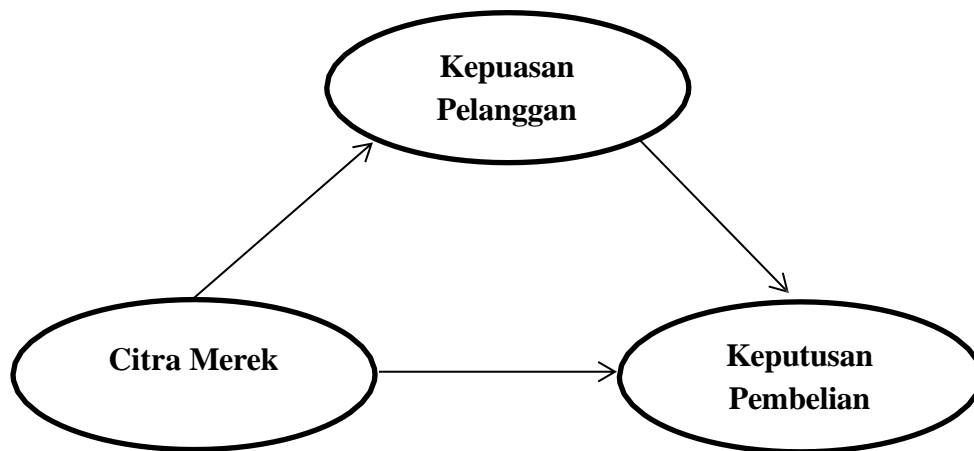 Kepuasan
Pelanggan
Citra Merek
Keputusan
Pembelian